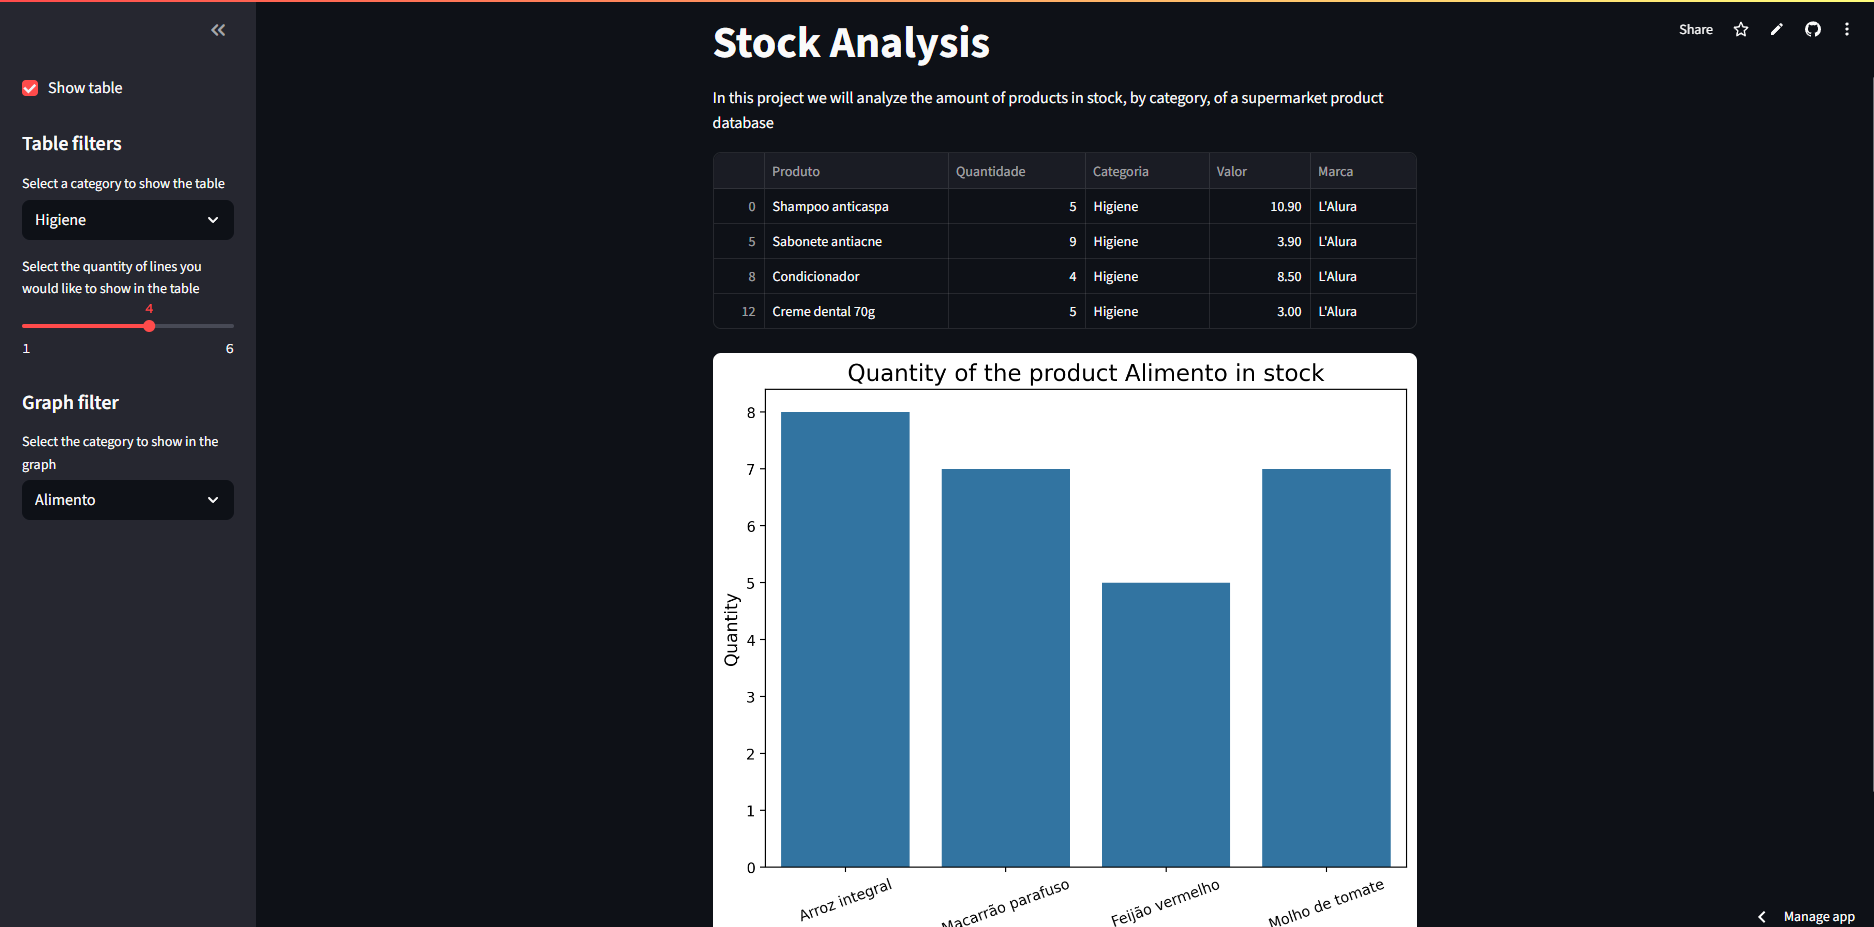 Show table
Table filters
Select a category to show the table
Higiene
Select the quantity of lines you
would like to show in the table
4
1 6
Graph filter
Select the category to show in the
graph
Alimento
Share
Stock Analysis
In this project we will analyze the amount of products in stock, by category, of a supermarket product
database
Produto Quantidade Categoria Valor Marca
0 Shampoo anticaspa 5 Higiene 10.90 L'Alura
5 Sabonete antiacne 9 Higiene 3.90 L'Alura
8 Condicionador 4 Higiene 8.50 L'Alura
12 Creme dental 70g 5 Higiene 3.00 L'Alura
Quantity of the product Alimento in stock
Quantity
8
7
6
5
4
3
2
1
0
Arroz integral
Macarrão parafuso
Feijão vermelho
Molho de tomate
Manage app